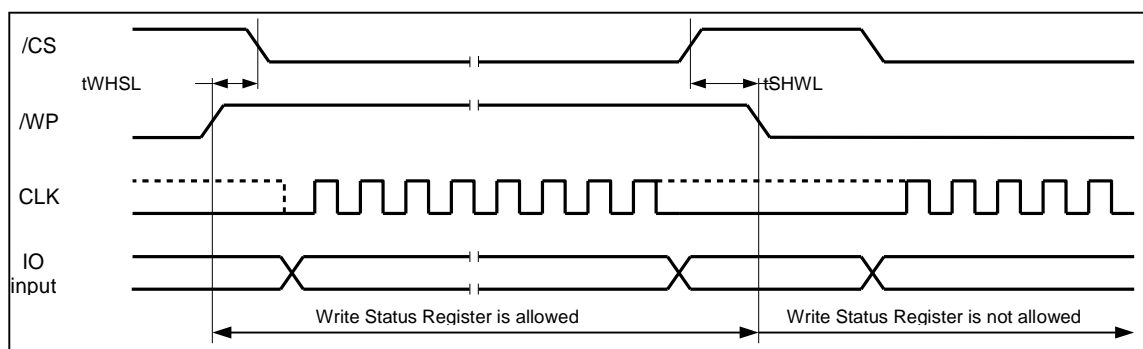 /CS
tWHSL
tSHWL
/WP
CLK
IO
input
Write Status Register is allowed
Write Status Register is not allowed